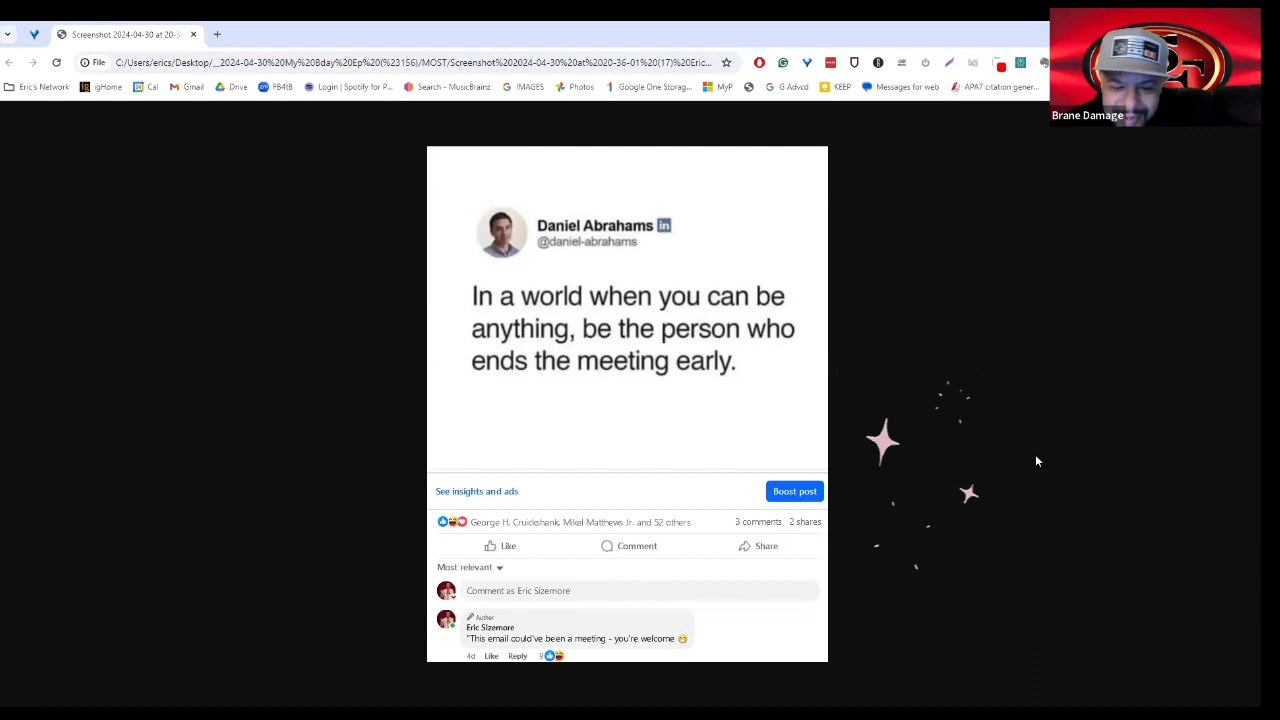 Screenshot 2024-04-30 at 20-3
File
C:/Users/erics/Desktop/__2024-04-30%20My%20Bday%20Ep%20(%231
Screenshot%202024-04-30%20at%2020-36-01%20(17)%20Eric...
Eric's Network
igHome
Cal
Gmail
Drive
FB4tB
Login | Spotify for P...
Search - MusicBrainz
IMAGES
Photos
Google One Storag...
MyP
G Advcd
KEEP
Messages for web
APA7 citation gener...
Brane Damage
Daniel Abrahams in
@daniel-abrahams
In a world when you can be
anything, be the person who
ends the meeting early.
See insights and ads
Boost post
George H. Cruickshank, Mikel Matthews Jr. and 52 others
3 comments 2 shares
Like
Comment
Share
Most relevant
Comment as Eric Sizemore
Author
Eric Sizemore
"This email could've been a meeting - you're welcome 
4d Like Reply 9